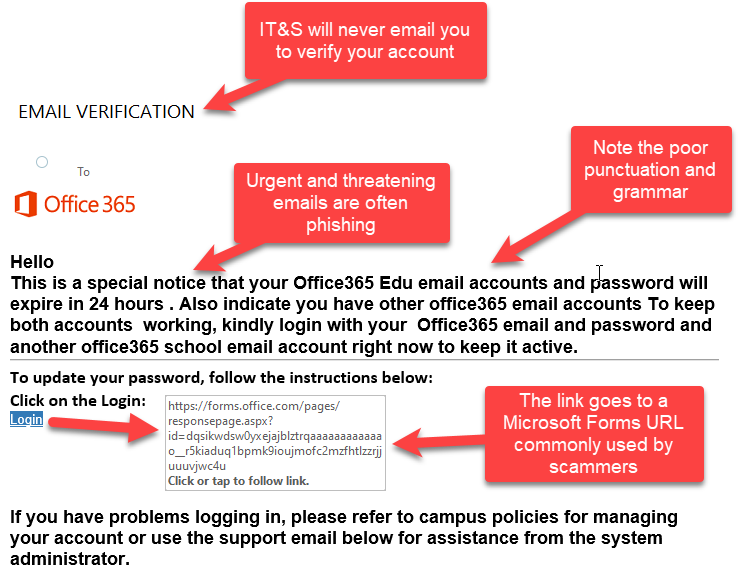 IT&S will never email you
to verify your account
EMAIL VERIFICATION
To
Office 365
Urgent and threatening
emails are often
phishing
Note the poor
punctuation and
grammar
Hello
This is a special notice that your Office365 Edu email accounts and password will
expire in 24 hours . Also indicate you have other office365 email accounts To keep
both accounts  working, kindly login with your  Office365 email and password and
another office365 school email account right now to keep it active.
To update your password, follow the instructions below:
Click on the Login:
Login
https://forms.office.com/pages/
responsepage.aspx?
id=dqsikwdsw0yxejajblztrqaaaaaaaaaaaaa
o__r5kiaduq1bpmk9ioujmofc2mzfhtlzzrjj
uuuvjwc4u
Click or tap to follow link.
The link goes to a
Microsoft Forms URL
commonly used by
scammers
If you have problems logging in, please refer to campus policies for managing
your account or use the support email below for assistance from the system
administrator.